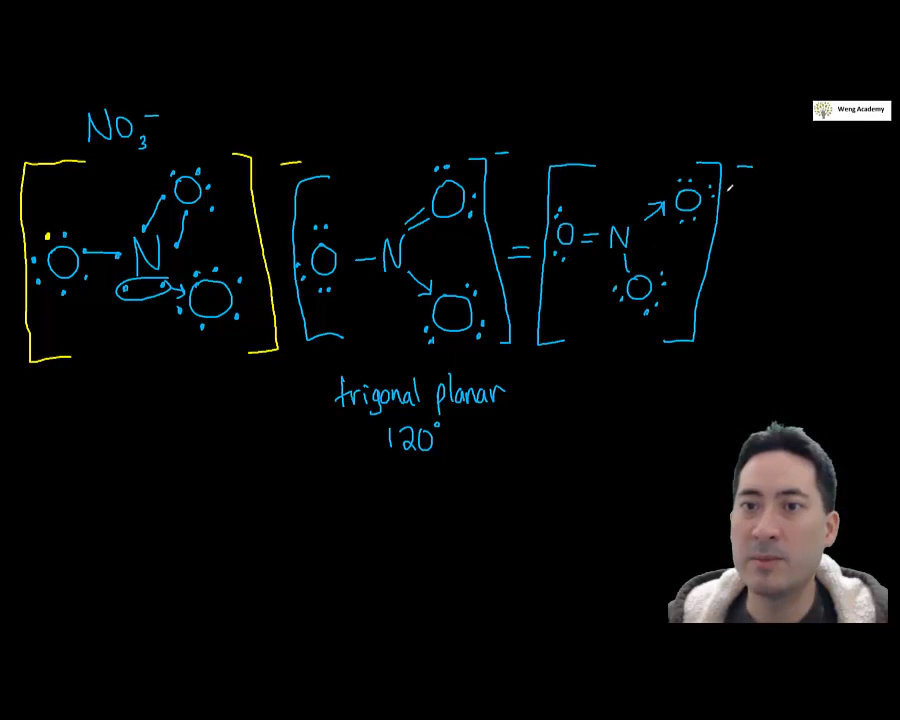 Weng Academy
NO₃⁻
[O N O O]⁻ [O − N = O O]⁻ = [O = N O O]⁻
trigonal planar
120°